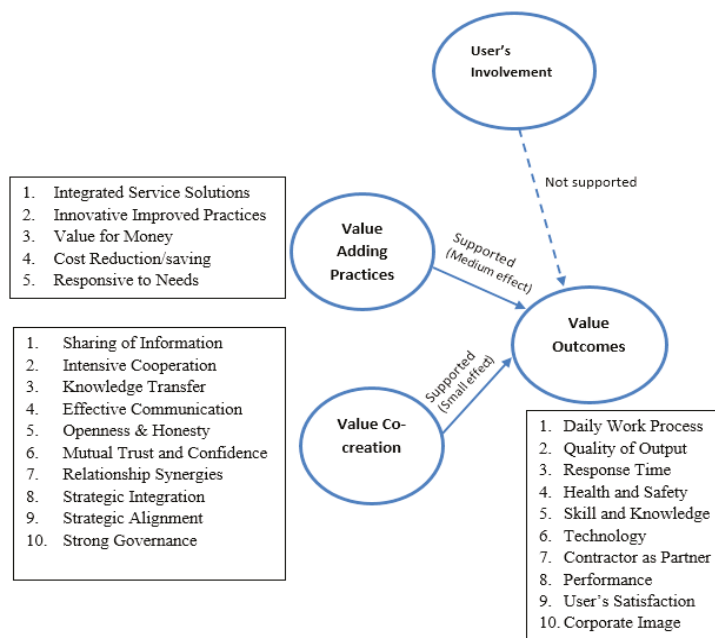 User's
Involvement
Not supported
1. Integrated Service Solutions
2. Innovative Improved Practices
3. Value for Money
4. Cost Reduction/saving
5. Responsive to Needs
Value
Adding
Practices
Supported
(Medium effect)
Value
Outcomes
1. Sharing of Information
2. Intensive Cooperation
3. Knowledge Transfer
4. Effective Communication
5. Openness & Honesty
6. Mutual Trust and Confidence
7. Relationship Synergies
8. Strategic Integration
9. Strategic Alignment
10. Strong Governance
Value Co-
creation
Supported
(Small effect)
1. Daily Work Process
2. Quality of Output
3. Response Time
4. Health and Safety
5. Skill and Knowledge
6. Technology
7. Contractor as Partner
8. Performance
9. User's Satisfaction
10. Corporate Image